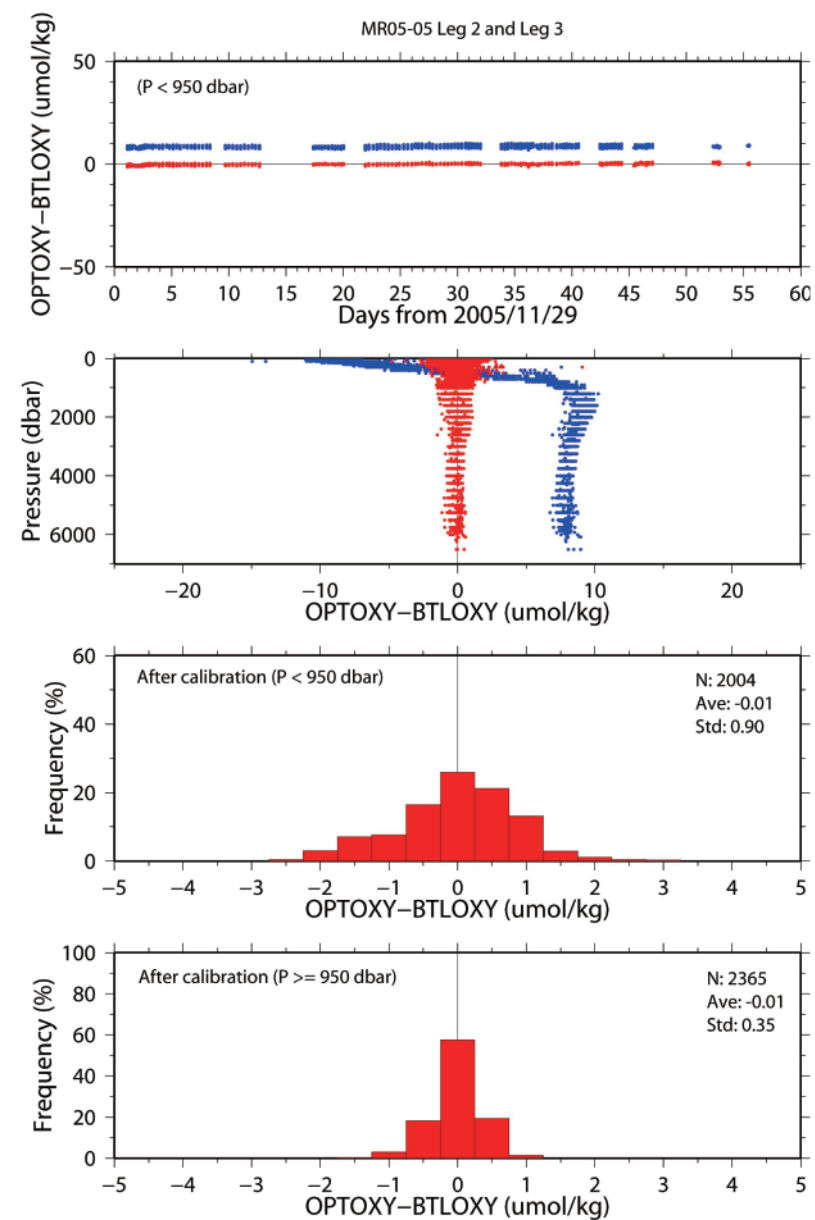 MR05-05 Leg 2 and Leg 3
OPTOXY−BTLOXY (umol/kg)
50
0
−50
(P < 950 dbar)
0 5 10 15 20 25 30 35 40 45 50 55 60
Days from 2005/11/29
Pressure (dbar)
0
2000
4000
6000
−20 −10 0 10 20
OPTOXY−BTLOXY (umol/kg)
Frequency (%)
60
40
20
0
After calibration (P < 950 dbar)
N: 2004
Ave: -0.01
Std: 0.90
−5 −4 −3 −2 −1 0 1 2 3 4 5
OPTOXY−BTLOXY (umol/kg)
Frequency (%)
100
80
60
40
20
0
After calibration (P >= 950 dbar)
N: 2365
Ave: -0.01
Std: 0.35
−5 −4 −3 −2 −1 0 1 2 3 4 5
OPTOXY−BTLOXY (umol/kg)